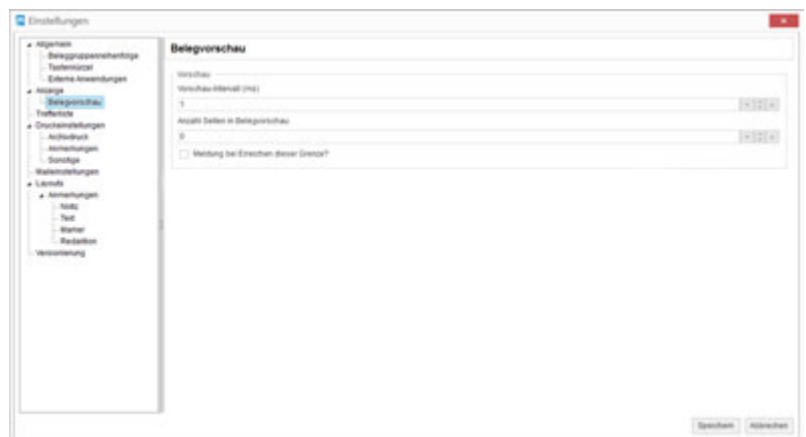 Einstellungen
Allgemein
Beleggruppenreihenfolge
Tastenkürzel
Externe Anwendungen
Anzeige
Belegvorschau
Trefferliste
Druckeinstellungen
Archivdruck
Anmerkungen
Sonstige
Maileinstellungen
Layouts
Anmerkungen
Notiz
Text
Marker
Redaktion
Versionierung
Belegvorschau
Vorschau
Vorschau-Intervall (ms)
1
Anzahl Seiten in Belegvorschau
0
Meldung bei Erreichen dieser Grenze?
Speichern
Abbrechen